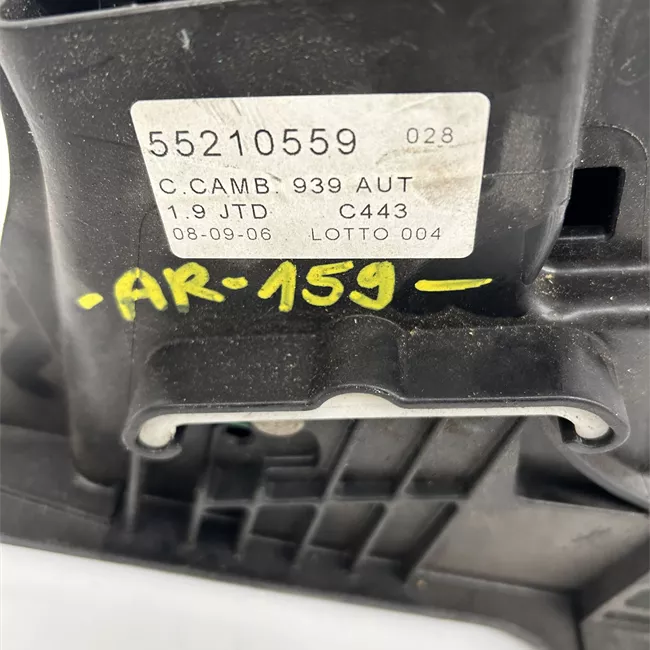 55210559 028
C.CAMB. 939 AUT
1.9 JTD C443
08-09-06 LOTTO 004
-AR-159-